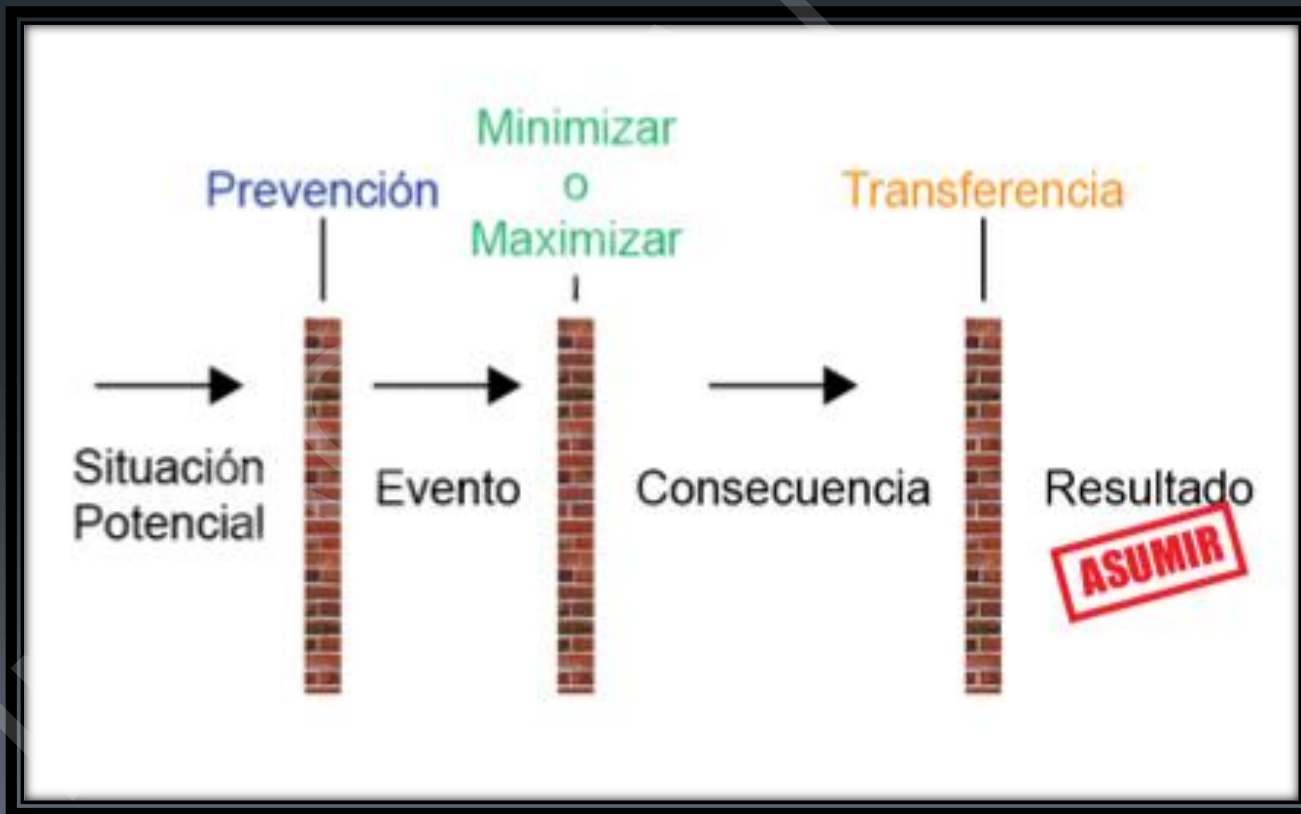 Minimizar
o
Maximizar
Prevención
Transferencia
Situación
Potencial
Evento
Consecuencia
Resultado
ASUMIR